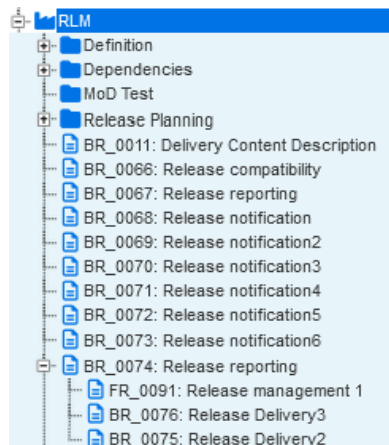 RLM
Definition
Dependencies
MoD Test
Release Planning
BR_0011: Delivery Content Description
BR_0066: Release compatibility
BR_0067: Release reporting
BR_0068: Release notification
BR_0069: Release notification2
BR_0070: Release notification3
BR_0071: Release notification4
BR_0072: Release notification5
BR_0073: Release notification6
BR_0074: Release reporting
FR_0091: Release management 1
BR_0076: Release Delivery3
BR_0075: Release Delivery2